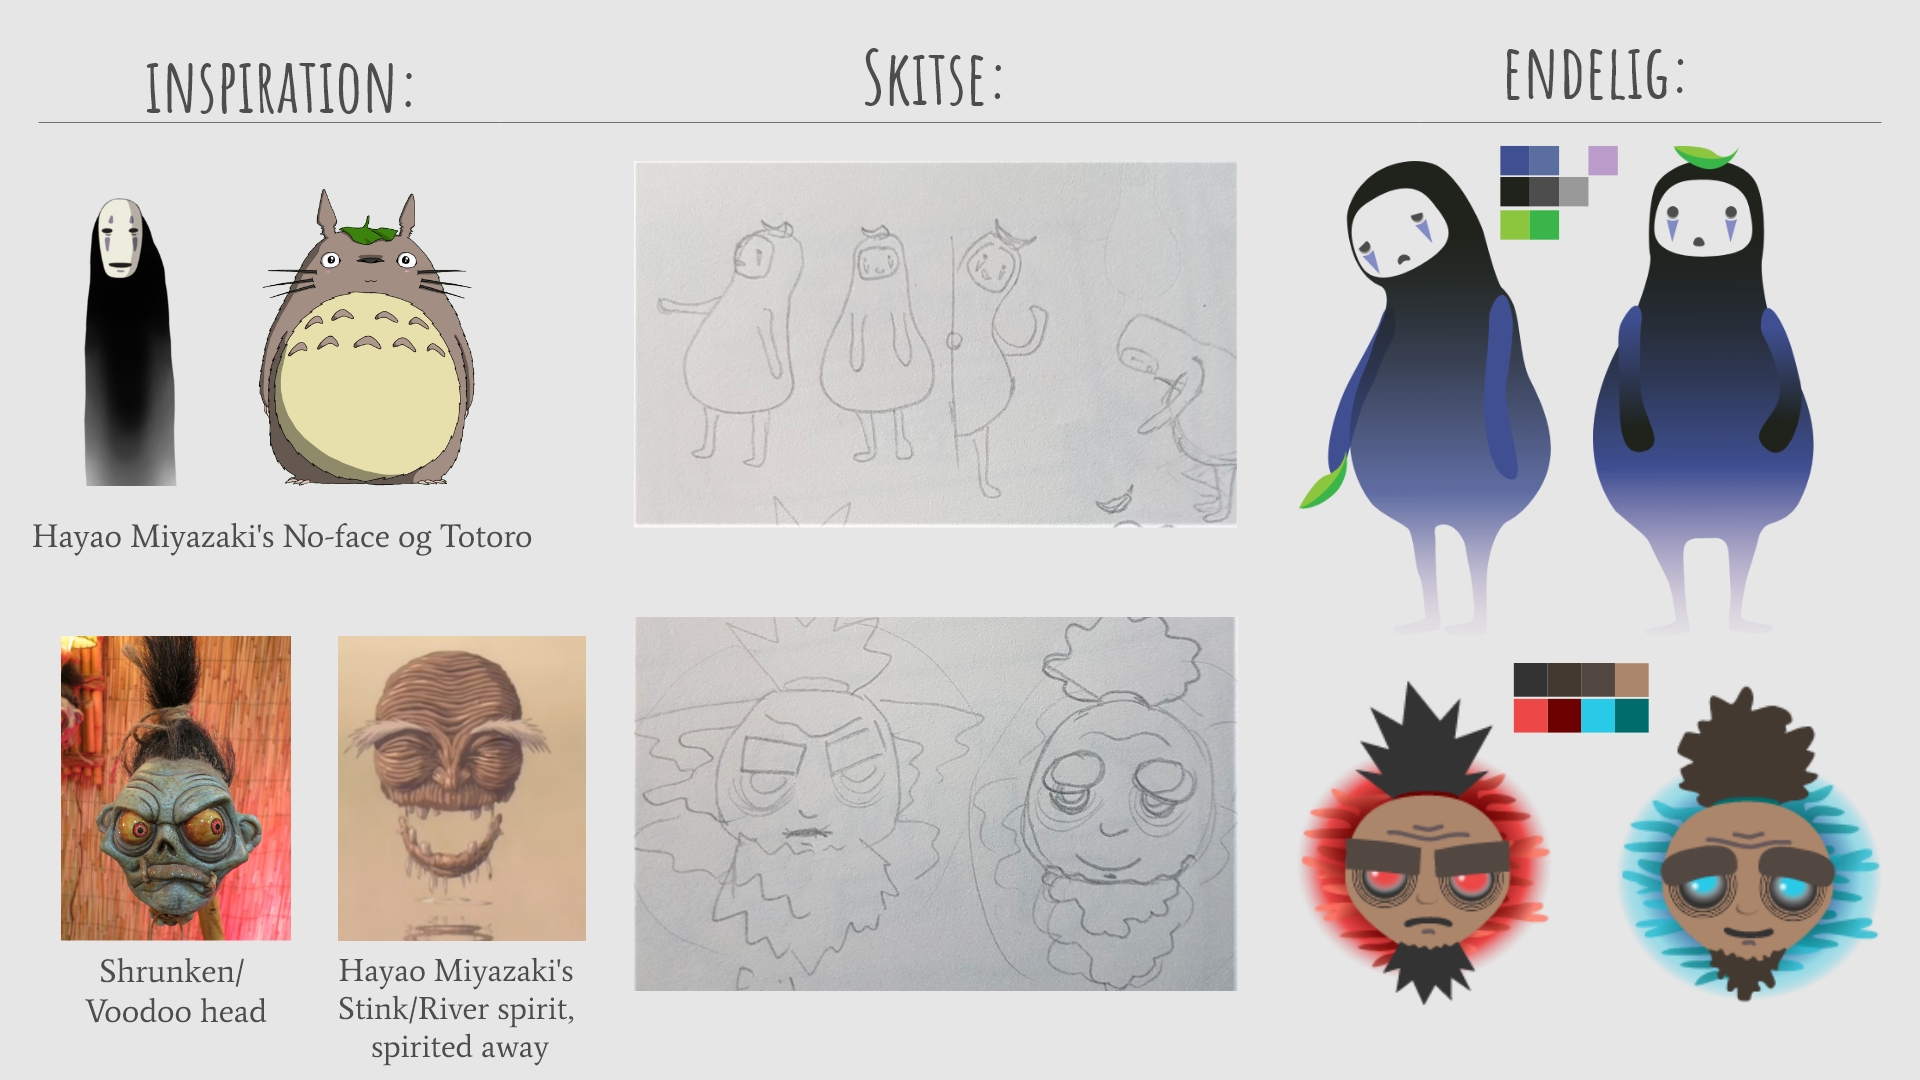 INSPIRATION:
SKITSE:
ENDELIG:
Hayao Miyazaki's No-face og Totoro
Shrunken/
Voodoo head
Hayao Miyazaki's
Stink/River spirit,
spirited away